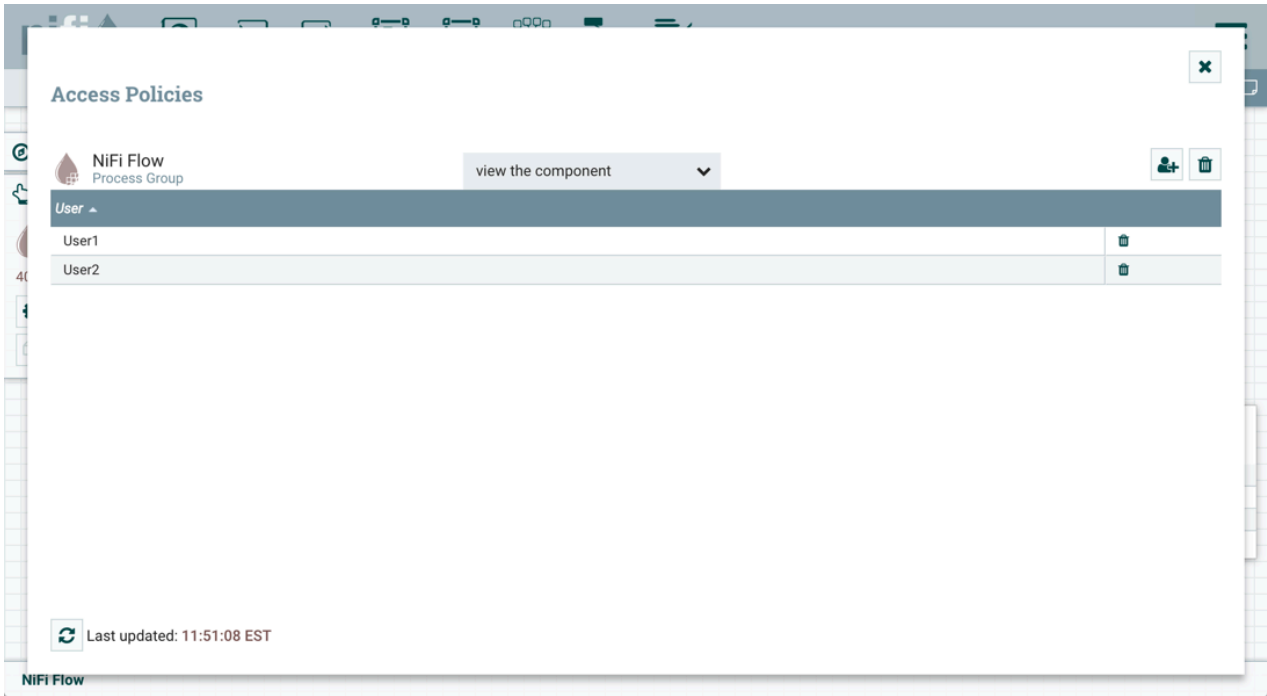 Access Policies
NiFi Flow
Process Group
view the component
User
User1
User2
Last updated: 11:51:08 EST
NiFi Flow